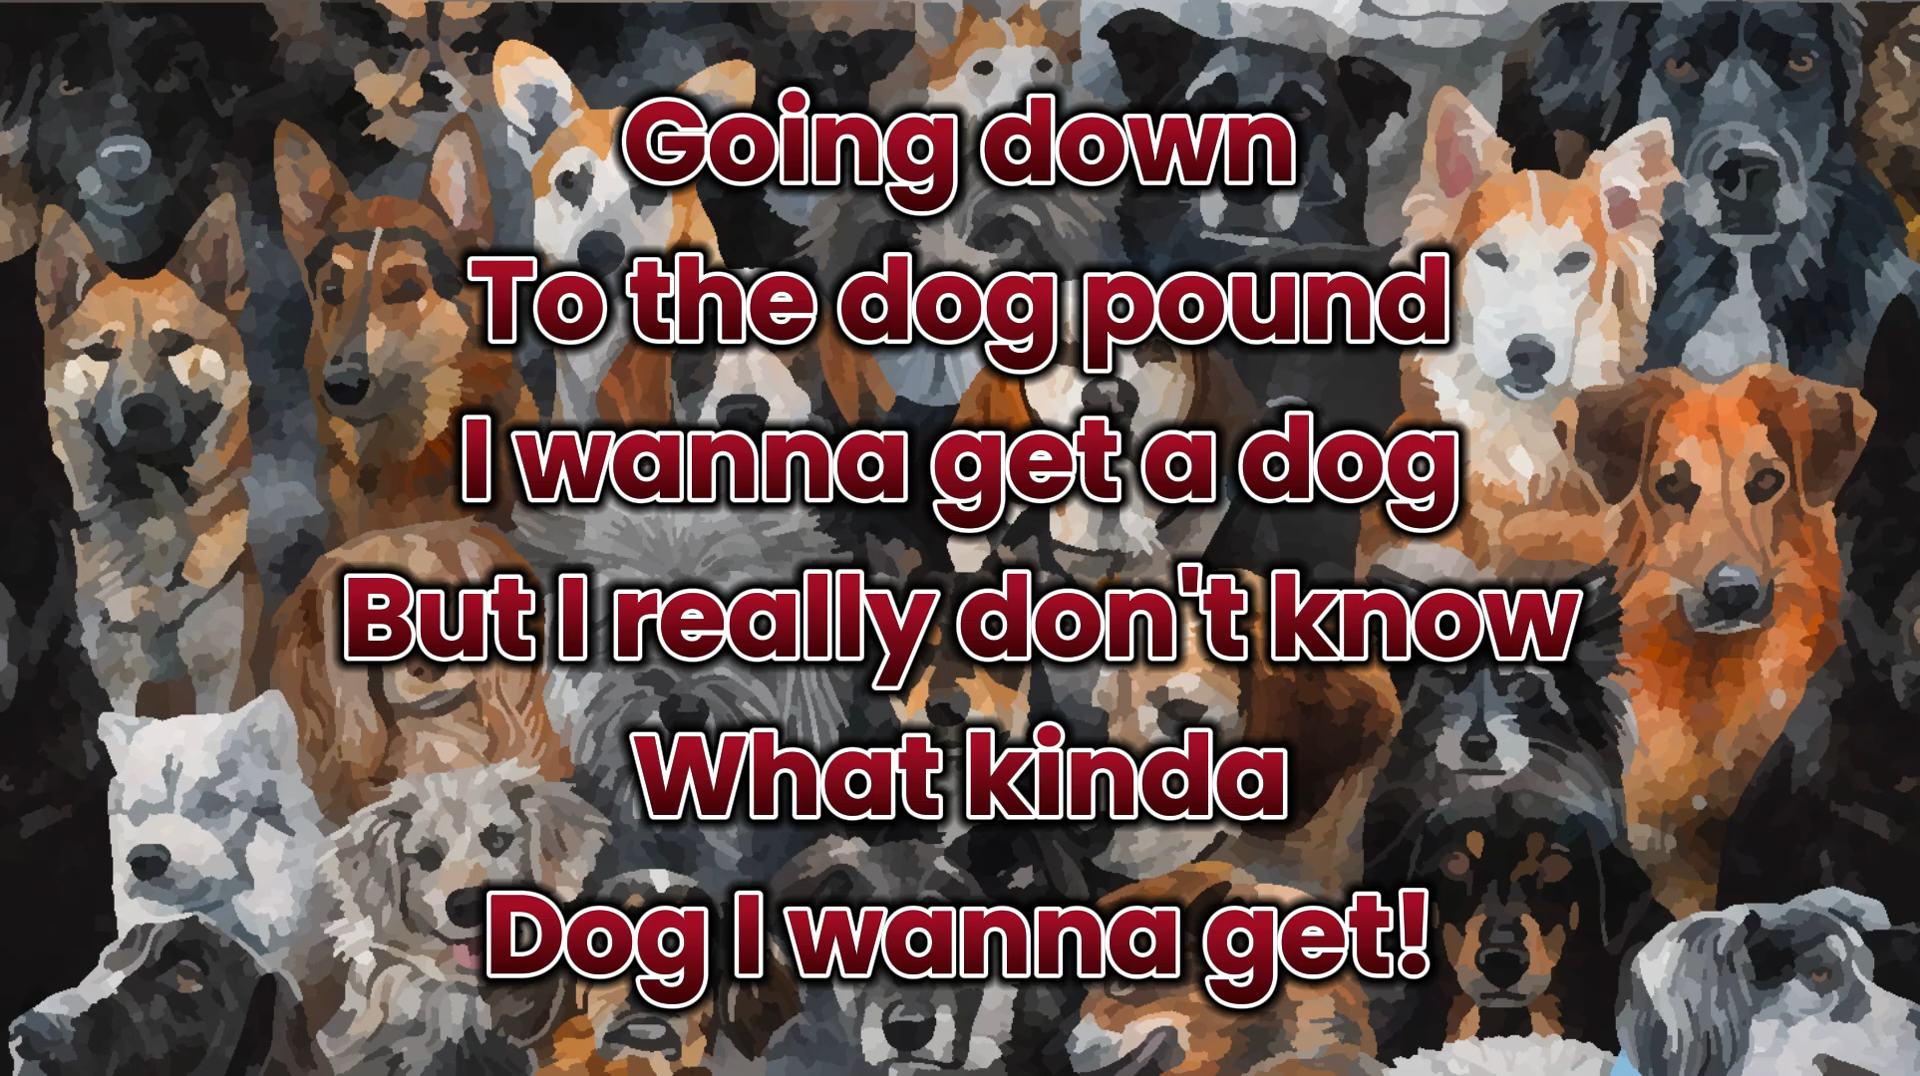 Going down
To the dog pound
I wanna get a dog
But I really don't know
What kinda
Dog I wanna get!